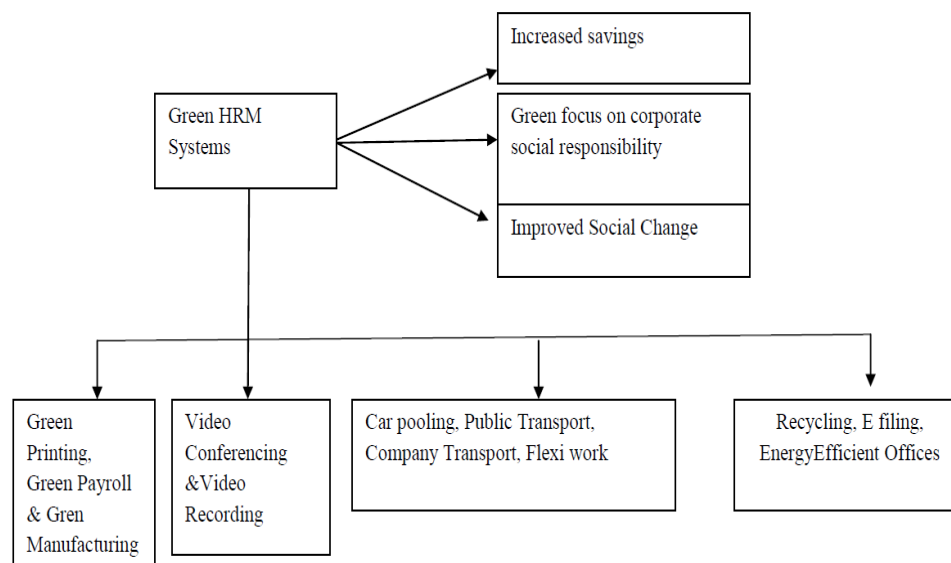 Increased savings
Green HRM
Systems
Green focus on corporate
social responsibility
Improved Social Change
Green
Printing,
Green Payroll
& Gren
Manufacturing
Video
Conferencing
&Video
Recording
Car pooling, Public Transport,
Company Transport, Flexi work
Recycling, E filing,
EnergyEfficient Offices